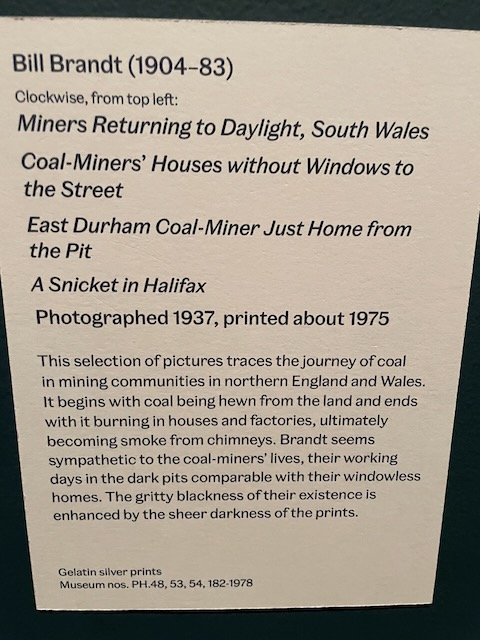 Bill Brandt (1904–83)
Clockwise, from top left:
Miners Returning to Daylight, South Wales
Coal-Miners' Houses without Windows to
the Street
East Durham Coal-Miner Just Home from
the Pit
A Snicket in Halifax
Photographed 1937, printed about 1975
This selection of pictures traces the journey of coal
in mining communities in northern England and Wales.
It begins with coal being hewn from the land and ends
with it burning in houses and factories, ultimately
becoming smoke from chimneys. Brandt seems
sympathetic to the coal-miners' lives, their working
days in the dark pits comparable with their windowless
homes. The gritty blackness of their existence is
enhanced by the sheer darkness of the prints.
Gelatin silver prints
Museum nos. PH.48, 53, 54, 182-1978